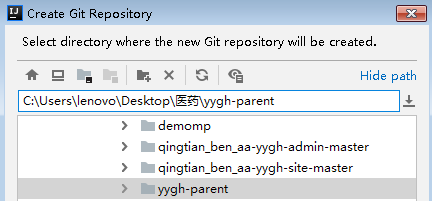 Create Git Repository
Select directory where the new Git repository will be created.
Hide path
C:\Users\lenovo\Desktop\医药\yygh-parent
demomp
qingtian_ben_aa-yygh-admin-master
qingtian_ben_aa-yygh-site-master
yygh-parent